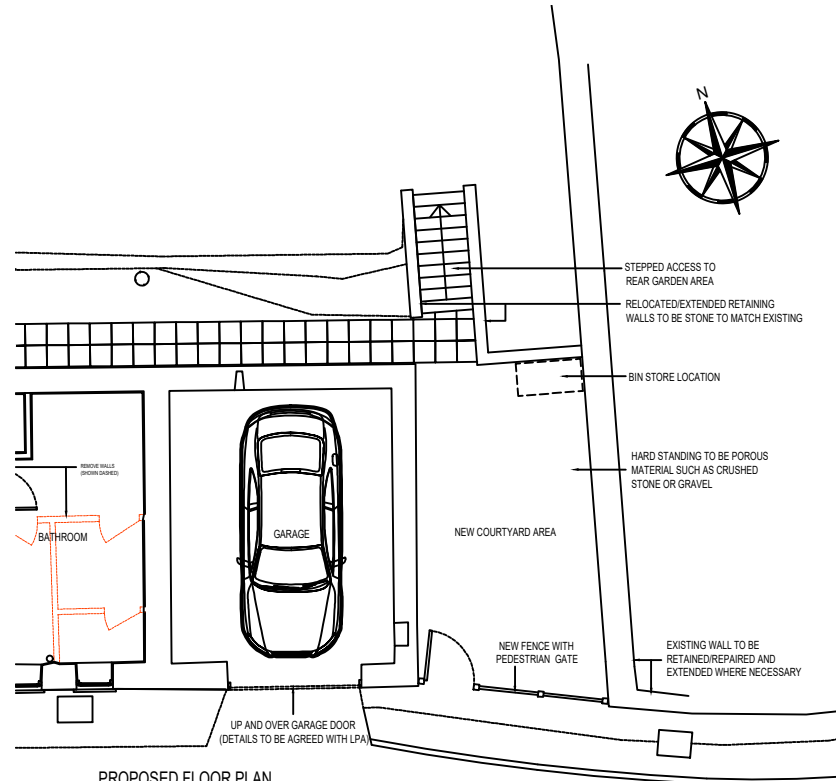 N
STEPPED ACCESS TO
REAR GARDEN AREA
RELOCATED/EXTENDED RETAINING
WALLS TO BE STONE TO MATCH EXISTING
BIN STORE LOCATION
HARD STANDING TO BE POROUS
MATERIAL SUCH AS CRUSHED
STONE OR GRAVEL
REMOVE WALLS
(SHOWN DASHED)
BATHROOM
GARAGE
NEW COURTYARD AREA
NEW FENCE WITH
PEDESTRIAN GATE
EXISTING WALL TO BE
RETAINED/REPAIRED AND
EXTENDED WHERE NECESSARY
UP AND OVER GARAGE DOOR
(DETAILS TO BE AGREED WITH LPA)
PROPOSED FLOOR PLAN